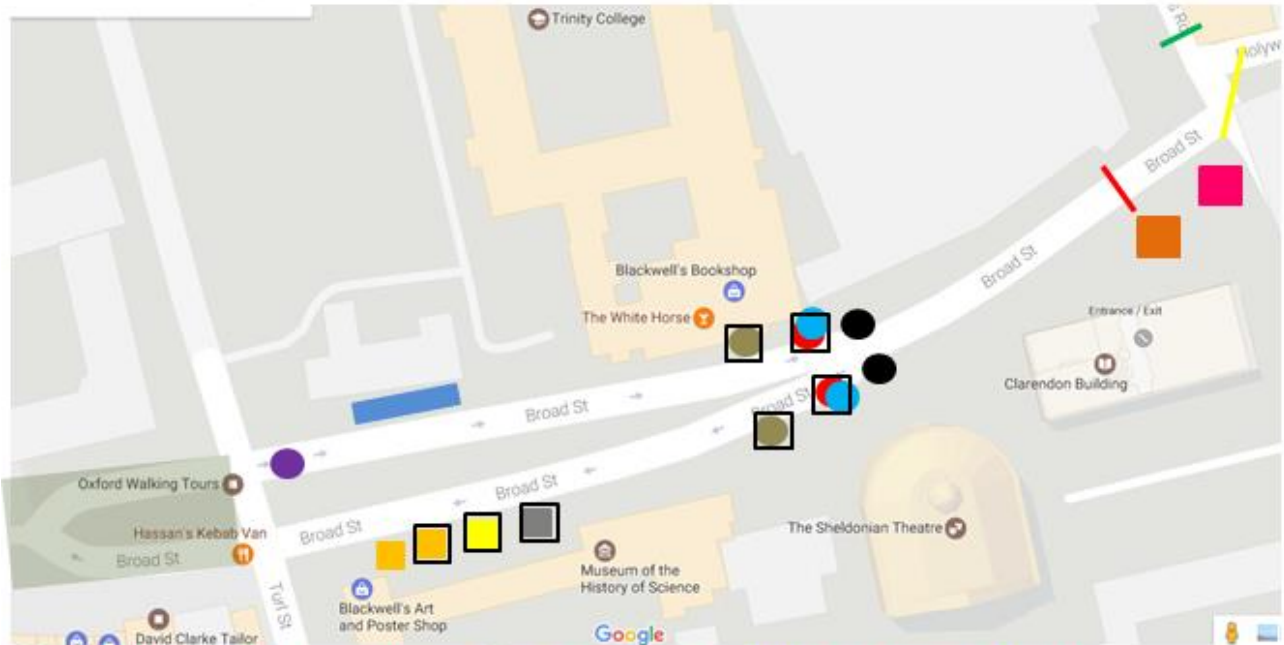 Trinity College
Broad St
Blackwell's Bookshop
The White Horse
Broad St
Entrance / Exit
Clarendon Building
Broad St
Broad St
Oxford Walking Tours
Broad St
Hassan's Kebab Van
Broad St
Broad St
The Sheldonian Theatre
Museum of the
History of Science
Turl St
Blackwell's Art
and Poster Shop
David Clarke Tailor
Google